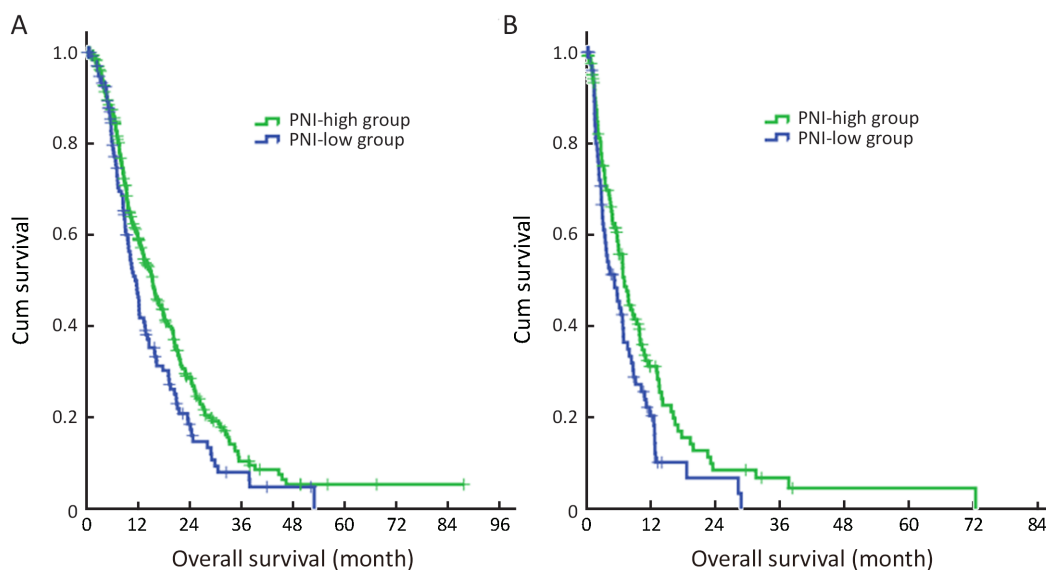 A
1.0
0.8
0.6
0.4
0.2
0
Cum survival
PNI-high group
PNI-low group
0 12 24 36 48 60 72 84 96
Overall survival (month)
B
1.0
0.8
0.6
0.4
0.2
0
Cum survival
PNI-high group
PNI-low group
0 12 24 36 48 60 72 84
Overall survival (month)